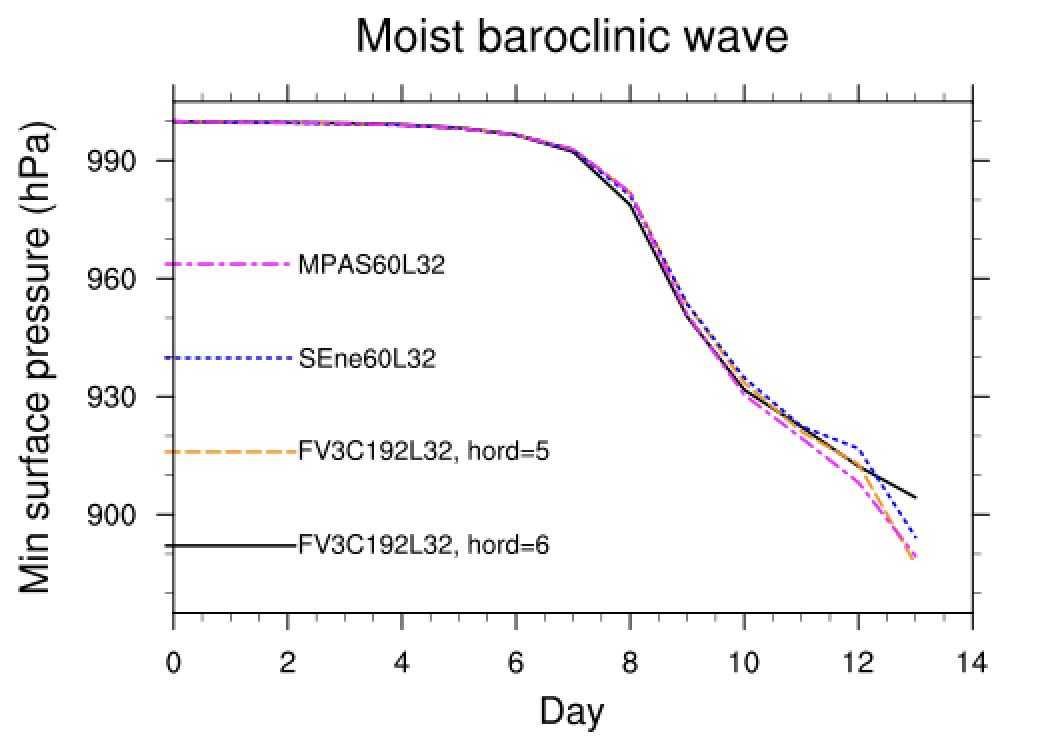 Moist baroclinic wave
Min surface pressure (hPa)
990
960
930
900
MPAS60L32
SEne60L32
FV3C192L32, hord=5
FV3C192L32, hord=6
0 2 4 6 8 10 12 14
Day